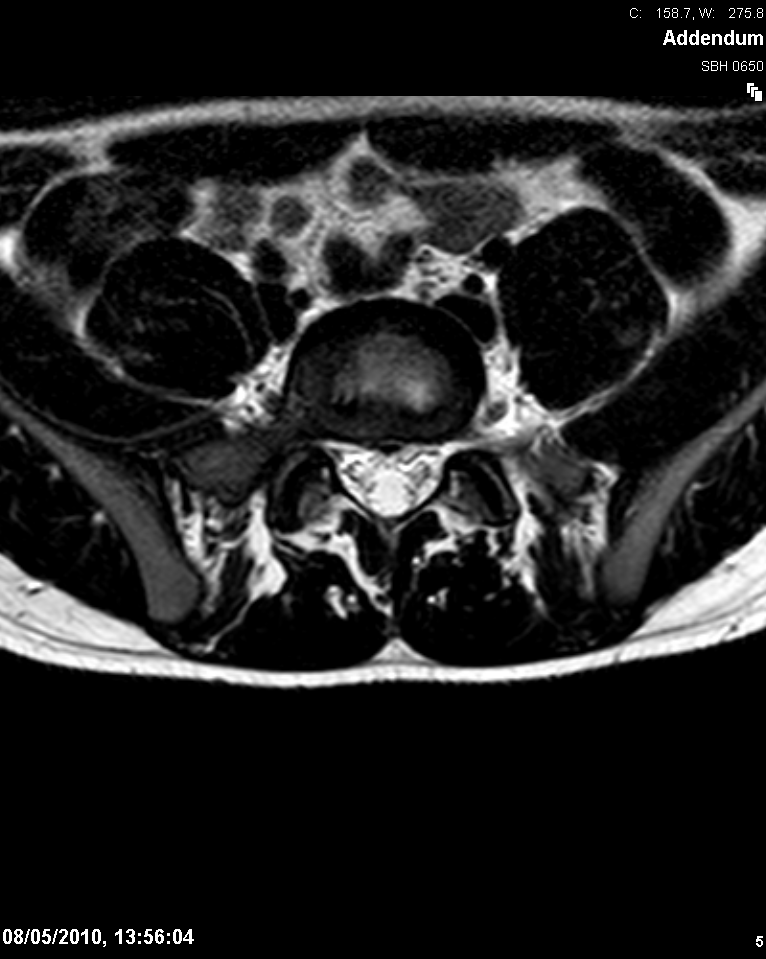 C: 158.7, W: 275.8
Addendum
SBH 0650
08/05/2010, 13:56:04
5